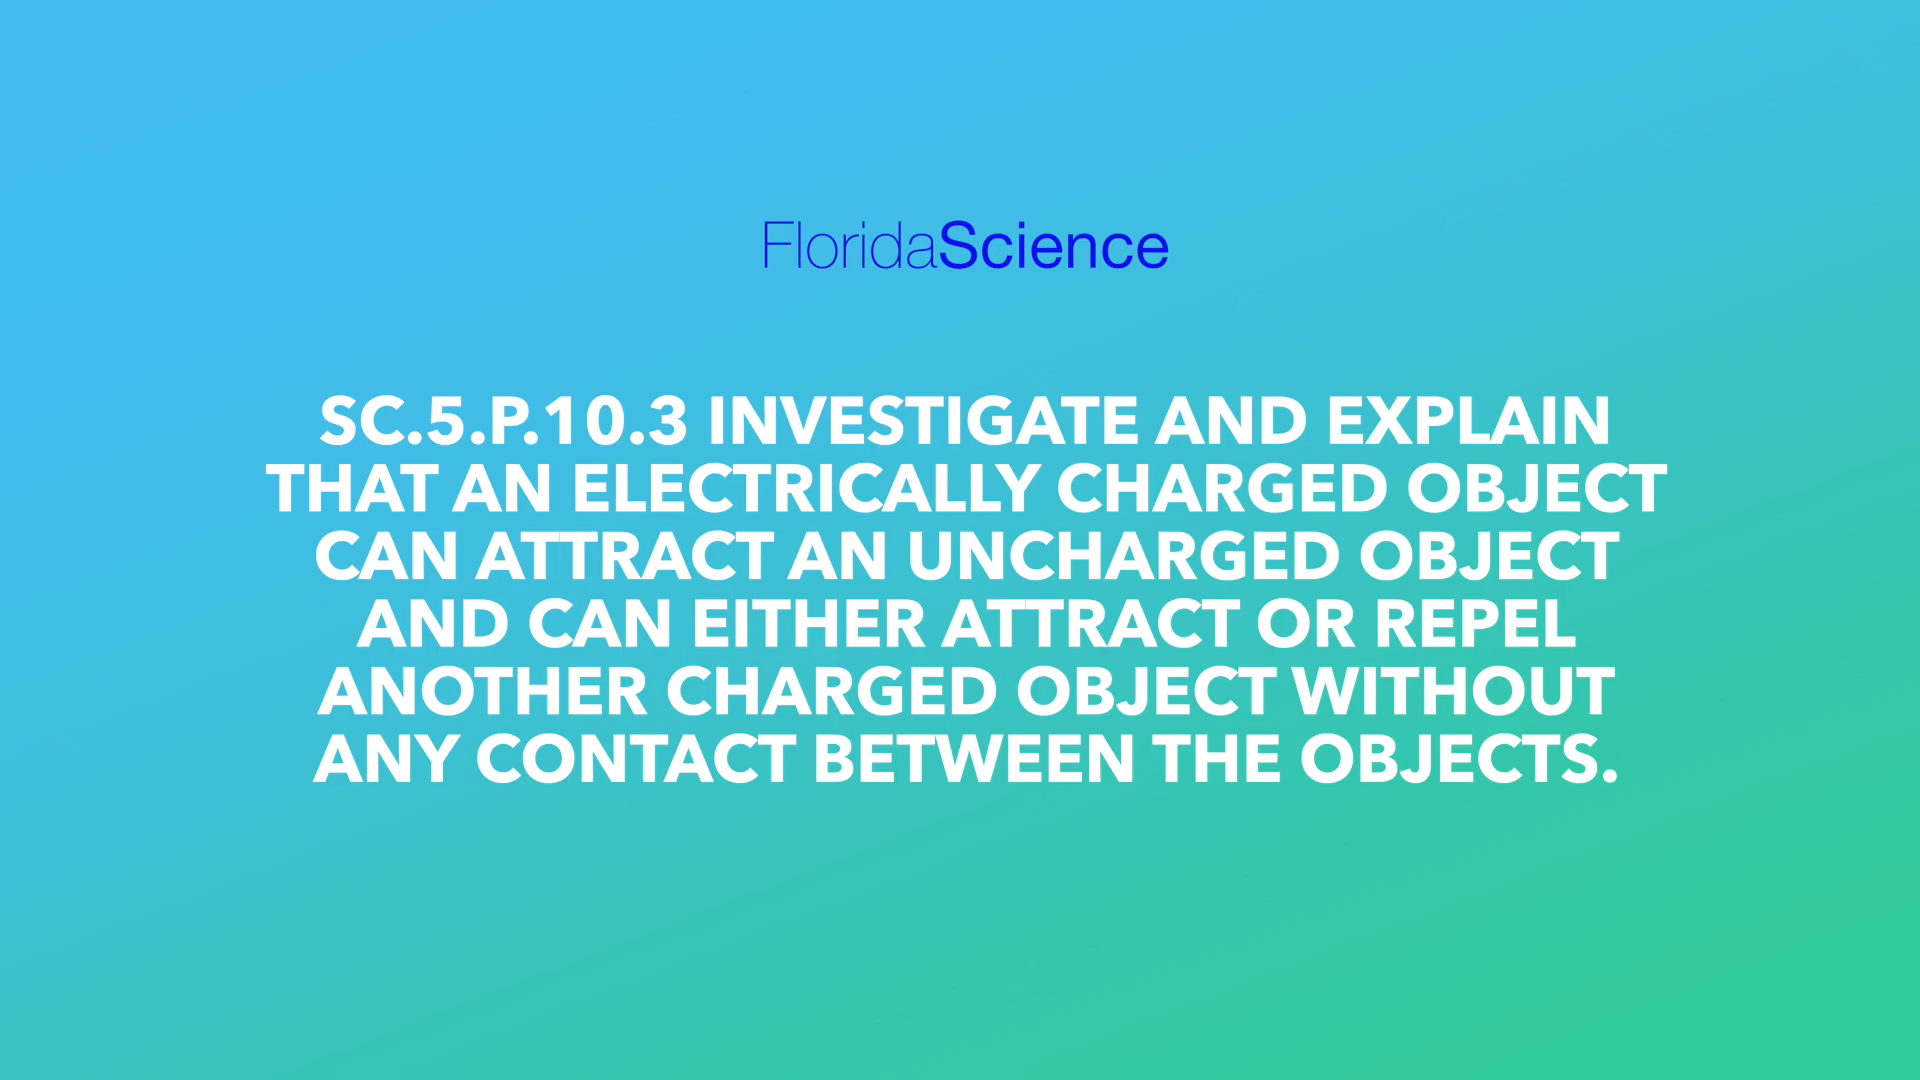 FloridaScience
SC.5.P.10.3 INVESTIGATE AND EXPLAIN
THAT AN ELECTRICALLY CHARGED OBJECT
CAN ATTRACT AN UNCHARGED OBJECT
AND CAN EITHER ATTRACT OR REPEL
ANOTHER CHARGED OBJECT WITHOUT
ANY CONTACT BETWEEN THE OBJECTS.